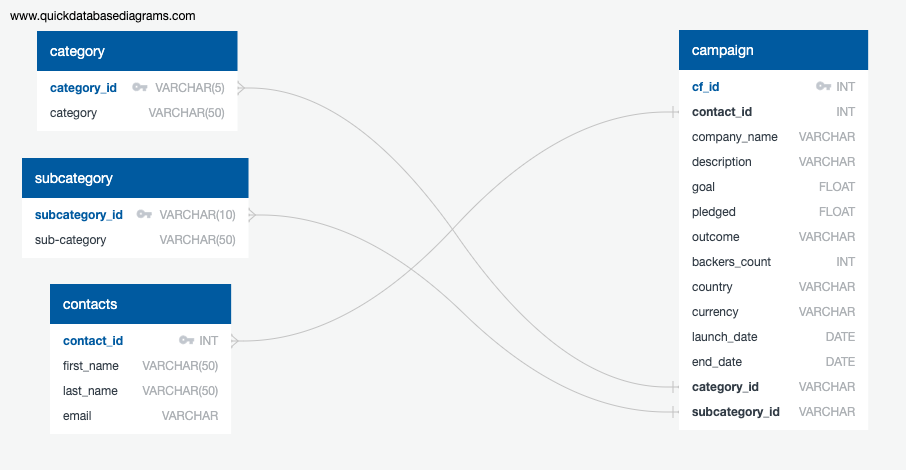 www.quickdatabasediagrams.com
category
category_id VARCHAR(5)
category VARCHAR(50)
subcategory
subcategory_id VARCHAR(10)
sub-category VARCHAR(50)
contacts
contact_id INT
first_name VARCHAR(50)
last_name VARCHAR(50)
email VARCHAR
campaign
cf_id INT
contact_id INT
company_name VARCHAR
description VARCHAR
goal FLOAT
pledged FLOAT
outcome VARCHAR
backers_count INT
country VARCHAR
currency VARCHAR
launch_date DATE
end_date DATE
category_id VARCHAR
subcategory_id VARCHAR